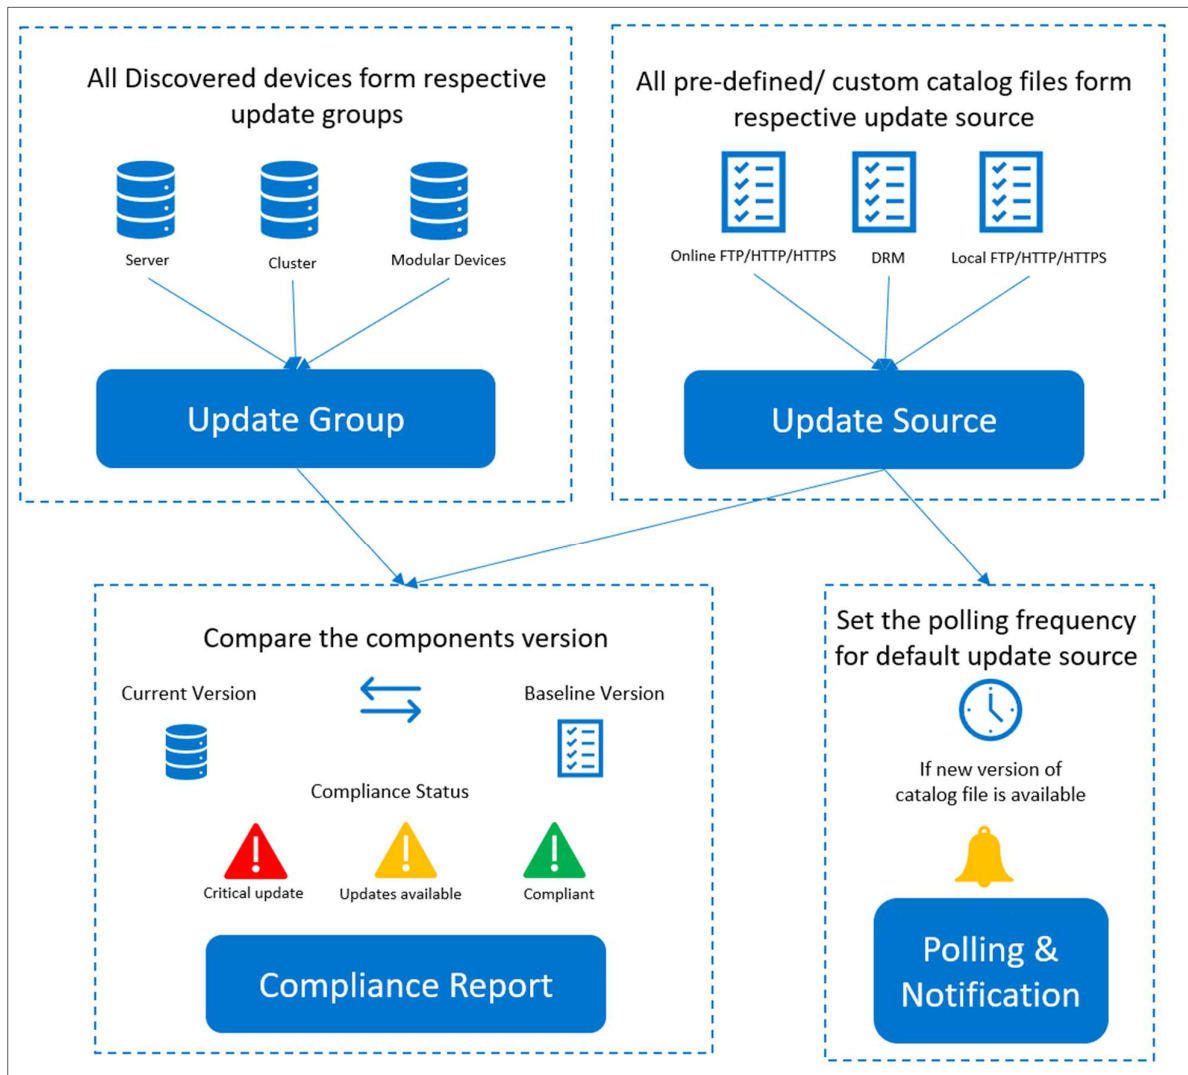 All Discovered devices form respective
update groups
Server
Cluster
Modular Devices
Update Group
All pre-defined/ custom catalog files form
respective update source
Online FTP/HTTP/HTTPS
DRM
Local FTP/HTTP/HTTPS
Update Source
Compare the components version
Current Version
Baseline Version
Compliance Status
Critical update
Updates available
Compliant
Compliance Report
Set the polling frequency
for default update source
If new version of
catalog file is available
Polling &
Notification